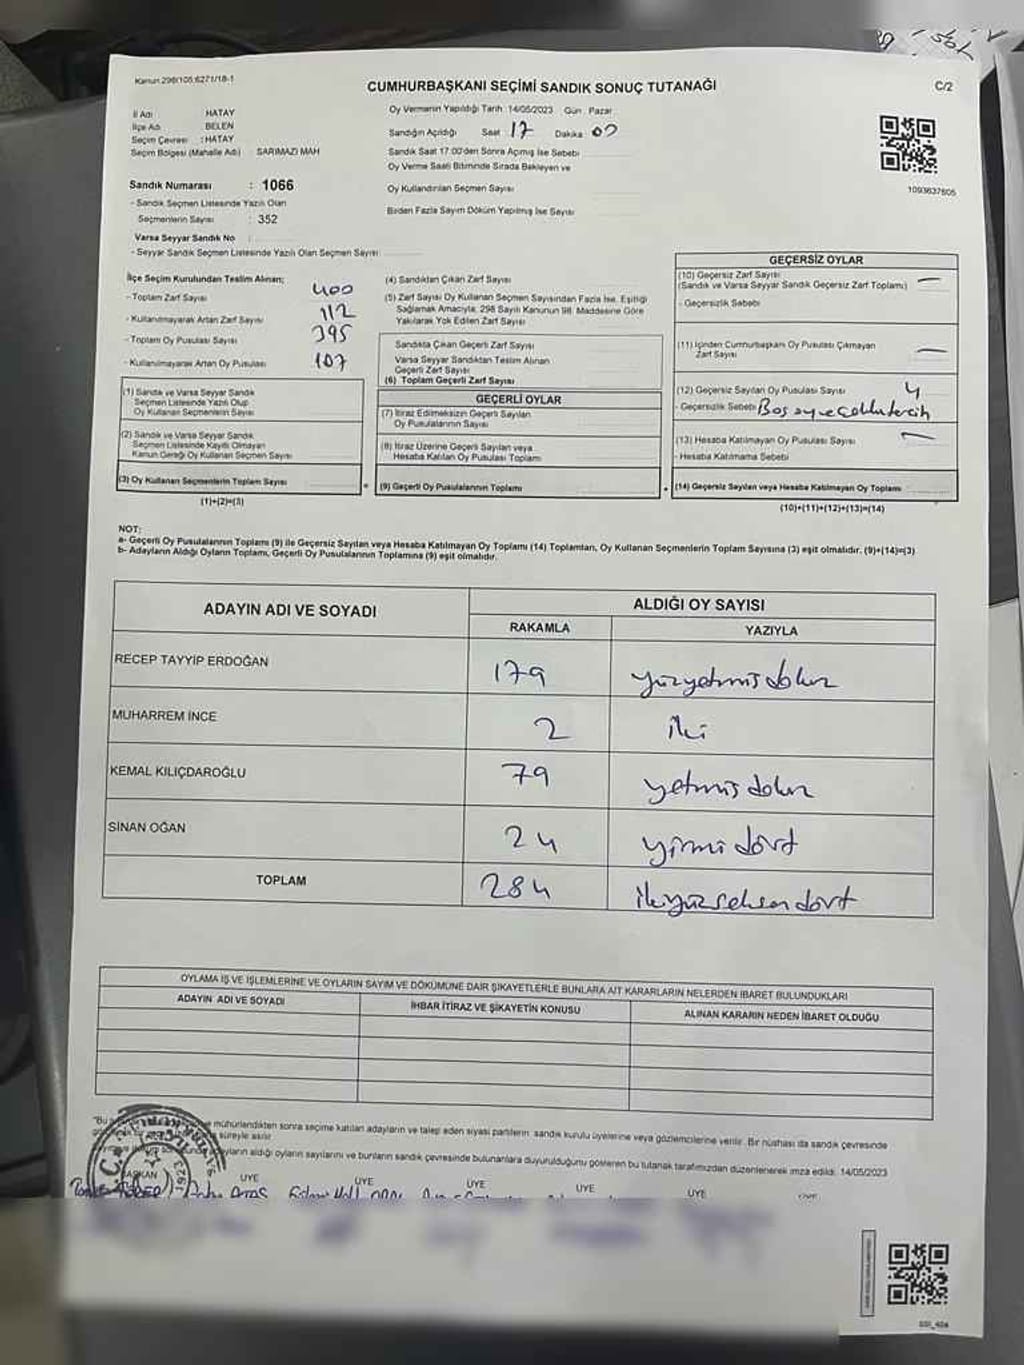 Kanun 298/105;6271/18-1
CUMHURBAŞKANI SEÇİMİ SANDIK SONUÇ TUTANAĞI
C/2
İl Adı HATAY
İlçe Adı BELEN
Seçim Çevresi : HATAY
Seçim Bölgesi (Mahalle Adı) SARIMAZI MAH
Oy Vermenin Yapıldığı Tarih 14/05/2023 Gün Pazar
Sandığın Açıldığı Saat 17 Dakika 00
Sandık Saat 17:00'den Sonra Açımış İse Sebebi
Oy Verme Saati Bitiminde Sırada Bekleyen ve
Oy Kullandırılan Seçmen Sayısı
Birden Fazla Sayım Döküm Yapılmış İse Sayısı
1093637605
Sandık Numarası : 1066
- Sandık Seçmen Listesinde Yazılı Olan
Seçmenlerin Sayısı : 352
Varsa Seyyar Sandık No
- Seyyar Sandık Seçmen Listesinde Yazılı Olan Seçmen Sayısı
İlçe Seçim Kurulundan Teslim Alınan;
- Toplam Zarf Sayısı 400
- Kullanılmayarak Artan Zarf Sayısı 112
- Toplam Oy Pusulası Sayısı 395
- Kullanılmayarak Artan Oy Pusulası 107
(1) Sandık ve Varsa Seyyar Sandık
Seçmen Listesinde Yazılı Olup
Oy Kullanan Seçmenlerin Sayısı
(2) Sandık ve Varsa Seyyar Sandık
Seçmen Listesinde Kayıtlı Olmayan
Kanun Gereği Oy Kullanan Seçmen Sayısı
(3) Oy Kullanan Seçmenlerin Toplam Sayısı
(1)+(2)=(3)
(4) Sandıktan Çıkan Zarf Sayısı
(5) Zarf Sayısı Oy Kullanan Seçmen Sayısından Fazla İse, Eşitliği
Sağlamak Amacıyla, 298 Sayılı Kanunun 98. Maddesine Göre
Yakılarak Yok Edilen Zarf Sayısı
Sandıkta Çıkan Geçerli Zarf Sayısı
Varsa Seyyar Sandıktan Teslim Alınan
Geçerli Zarf Sayısı
(6) Toplam Geçerli Zarf Sayısı
GEÇERLİ OYLAR
(7) İtiraz Edilmeksizin Geçerli Sayılan
Oy Pusulalarının Sayısı
(8) İtiraz Üzerine Geçerli Sayılan veya
Hesaba Katılan Oy Pusulası Toplamı
(9) Geçerli Oy Pusulalarının Toplamı
GEÇERSİZ OYLAR
(10) Geçersiz Zarf Sayısı —
(Sandık ve Varsa Seyyar Sandık Geçersiz Zarf Toplamı)
- Geçersizlik Sebebi
(11) İçinden Cumhurbaşkanı Oy Pusulası Çıkmayan —
Zarf Sayısı
(12) Geçersiz Sayılan Oy Pusulası Sayısı 4
- Geçersizlik Sebebi Boş oy ve çoklu tercih
(13) Hesaba Katılmayan Oy Pusulası Sayısı —
- Hesaba Katılmama Sebebi
(14) Geçersiz Sayılan veya Hesaba Katılmayan Oy Toplamı
(10)+(11)+(12)+(13)=(14)
NOT:
a- Geçerli Oy Pusulalarının Toplamı (9) ile Geçersiz Sayılan veya Hesaba Katılmayan Oy Toplamı (14) Toplamları, Oy Kullanan Seçmenlerin Toplam Sayısına (3) eşit olmalıdır. (9)+(14)=(3)
b- Adayların Aldığı Oyların Toplamı, Geçerli Oy Pusulalarının Toplamına (9) eşit olmalıdır.
ADAYIN ADI VE SOYADI
ALDIĞI OY SAYISI
RAKAMLA YAZIYLA
RECEP TAYYİP ERDOĞAN 179 yüzyetmişdokuz
MUHARREM İNCE 2 iki
KEMAL KILIÇDAROĞLU 79 yetmiş dokuz
SİNAN OĞAN 24 yirmi dört
TOPLAM 284 ikiyüz seksen dört
OYLAMA İŞ VE İŞLEMLERİNE VE OYLARIN SAYIM VE DÖKÜMÜNE DAİR ŞİKAYETLERLE BUNLARA AİT KARARLARIN NELERDEN İBARET BULUNDUKLARI
ADAYIN ADI VE SOYADI İHBAR İTİRAZ VE ŞİKAYETİN KONUSU ALINAN KARARIN NEDEN İBARET OLDUĞU
"Bu mühürlendikten sonra seçime katılan adayların ve talep eden siyasi partilerin sandık kurulu üyelerine veya gözlemcilerine verilir. Bir nüshası da sandık çevresinde
süreyle asılır
adayların aldığı oyların sayılarını ve bunların sandık çevresinde bulunanlara duyurulduğunu gösteren bu tutanak tarafımızdan düzenlenerek imza edildi. 14/05/2023
BAŞKAN ÜYE ÜYE ÜYE ÜYE ÜYE ÜYE